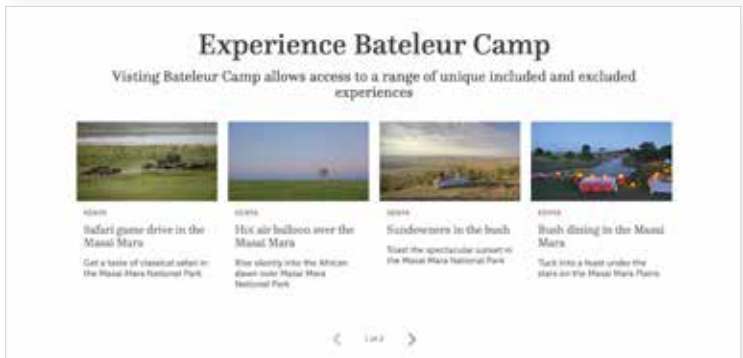 Experience Bateleur Camp
Visting Bateleur Camp allows access to a range of unique included and excluded
experiences
KENYA
Safari game drive in the
Masai Mara
Get a taste of classical safari in
the Masai Mara National Park
KENYA
Hot air balloon over the
Masai Mara
Rise silently into the African
dawn over Masai Mara
National Park
KENYA
Sundowners in the bush
Toast the spectacular sunset in
the Masai Mara National Park
KENYA
Bush dining in the Masai
Mara
Tuck into a feast under the
stars on the Masai Mara Plains
1 of 2